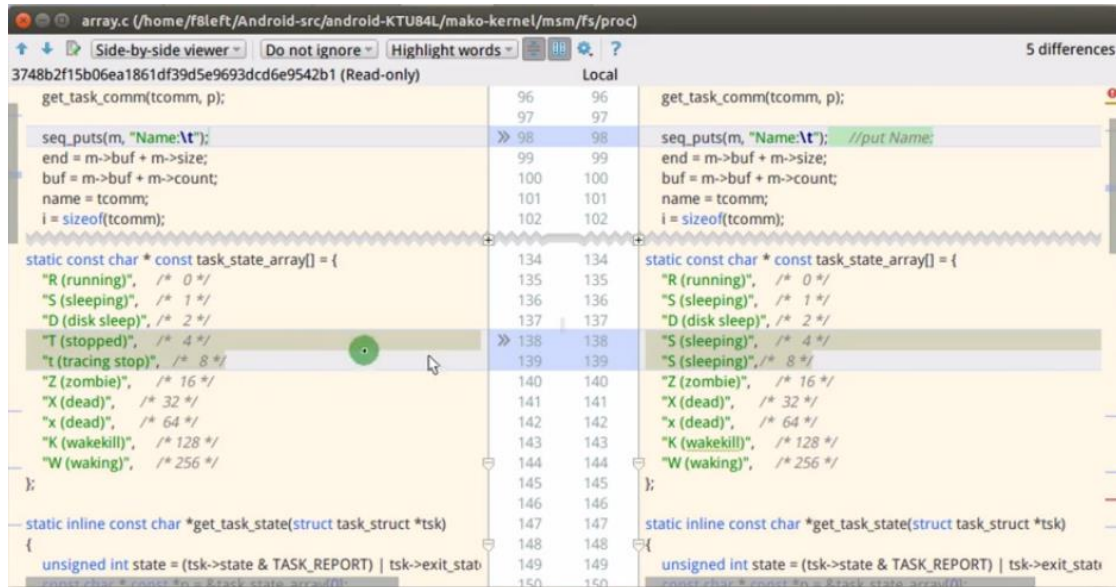 array.c (/home/f8left/Android-src/android-KTU84L/mako-kernel/msm/fs/proc)
Side-by-side viewer Do not ignore Highlight words ? 5 differences
3748b2f15b06ea1861df39d5e9693dcd6e9542b1 (Read-only) Local
get_task_comm(tcomm, p); 96 96 get_task_comm(tcomm, p);
97 97
seq_puts(m, "Name:\t"); 98 98 seq_puts(m, "Name:\t"); //put Name:
end = m->buf + m->size; 99 99 end = m->buf + m->size;
buf = m->buf + m->count; 100 100 buf = m->buf + m->count;
name = tcomm; 101 101 name = tcomm;
i = sizeof(tcomm); 102 102 i = sizeof(tcomm);
static const char * const task_state_array[] = { 134 134 static const char * const task_state_array[] = {
"R (running)", /* 0 */ 135 135 "R (running)", /* 0 */
"S (sleeping)", /* 1 */ 136 136 "S (sleeping)", /* 1 */
"D (disk sleep)", /* 2 */ 137 137 "D (disk sleep)", /* 2 */
"T (stopped)", /* 4 */ 138 138 "S (sleeping)", /* 4 */
"t (tracing stop)", /* 8 */ 139 139 "S (sleeping)",/* 8 */
"Z (zombie)", /* 16 */ 140 140 "Z (zombie)", /* 16 */
"X (dead)", /* 32 */ 141 141 "X (dead)", /* 32 */
"x (dead)", /* 64 */ 142 142 "x (dead)", /* 64 */
"K (wakekill)", /* 128 */ 143 143 "K (wakekill)", /* 128 */
"W (waking)", /* 256 */ 144 144 "W (waking)", /* 256 */
}; 145 145 };
146 146
static inline const char *get_task_state(struct task_struct *tsk) 147 147 static inline const char *get_task_state(struct task_struct *tsk)
{ 148 148 {
unsigned int state = (tsk->state & TASK_REPORT) | tsk->exit_stat 149 149 unsigned int state = (tsk->state & TASK_REPORT) | tsk->exit_stat
const char * const *p = &task_state_array[0]; 150 150 const char * const *p = &task_state_array[0];